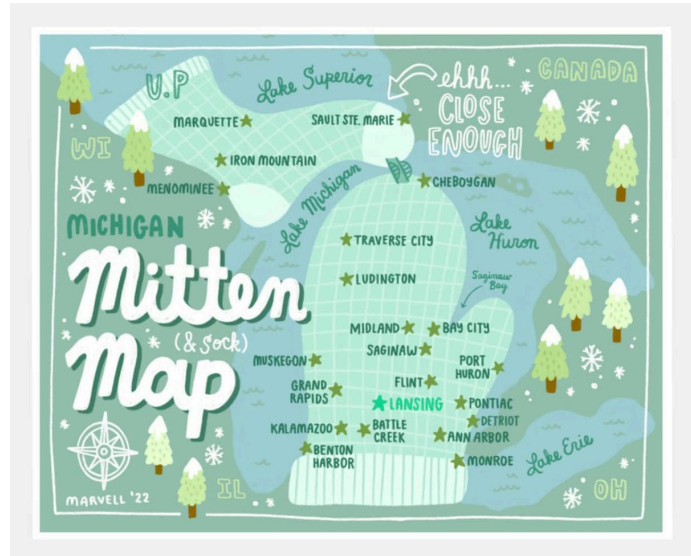 U.P
Lake Superior
ehhh...
CLOSE
ENOUGH
CANADA
MARQUETTE
SAULT STE. MARIE
WI
IRON MOUNTAIN
MENOMINEE
CHEBOYGAN
Lake Michigan
Lake
Huron
MICHIGAN
Mitten
(& Sock)
Map
TRAVERSE CITY
LUDINGTON
Saginaw
Bay
MIDLAND
BAY CITY
SAGINAW
MUSKEGON
PORT
HURON
GRAND
RAPIDS
FLINT
LANSING
PONTIAC
DETRIOT
KALAMAZOO
BATTLE
CREEK
ANN ARBOR
BENTON
HARBOR
MONROE
Lake Erie
IL
OH
MARVELL '22